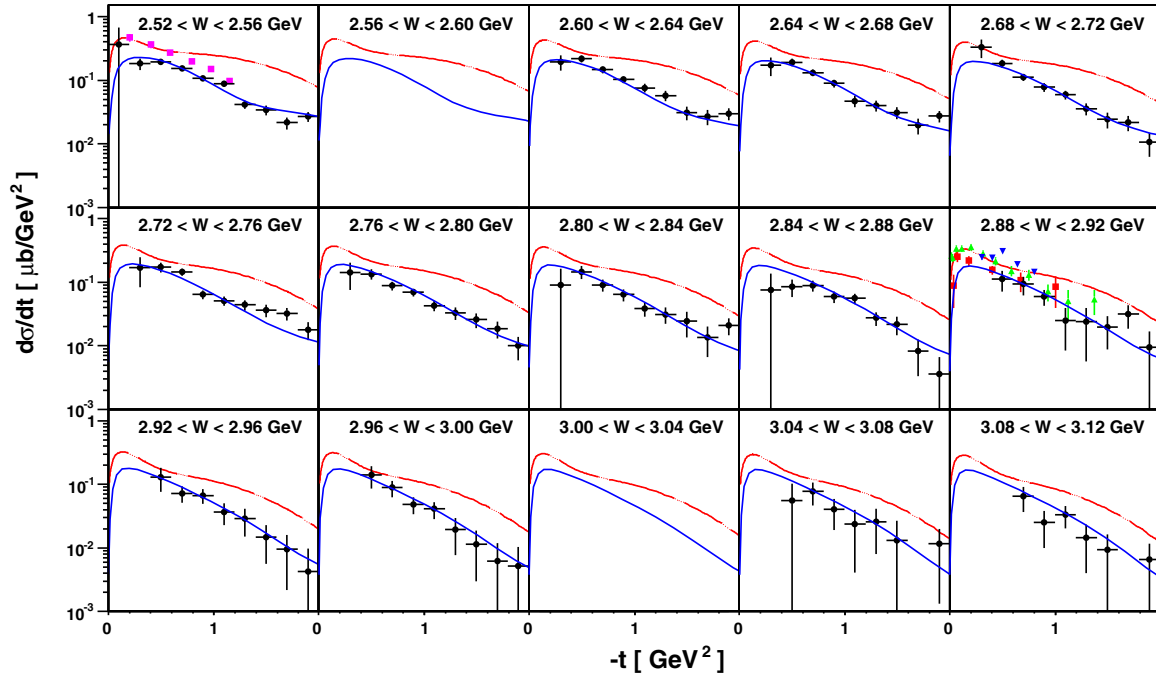 2.52 < W < 2.56 GeV 2.56 < W < 2.60 GeV 2.60 < W < 2.64 GeV 2.64 < W < 2.68 GeV 2.68 < W < 2.72 GeV
1
10-1
10-2
10-3
2.72 < W < 2.76 GeV 2.76 < W < 2.80 GeV 2.80 < W < 2.84 GeV 2.84 < W < 2.88 GeV 2.88 < W < 2.92 GeV
1
10-1
10-2
10-3
2.92 < W < 2.96 GeV 2.96 < W < 3.00 GeV 3.00 < W < 3.04 GeV 3.04 < W < 3.08 GeV 3.08 < W < 3.12 GeV
1
10-1
10-2
10-3
0 1 0 1 0 1 0 1 0 1
dσ/dt [ μb/GeV2 ]
-t [ GeV2 ]